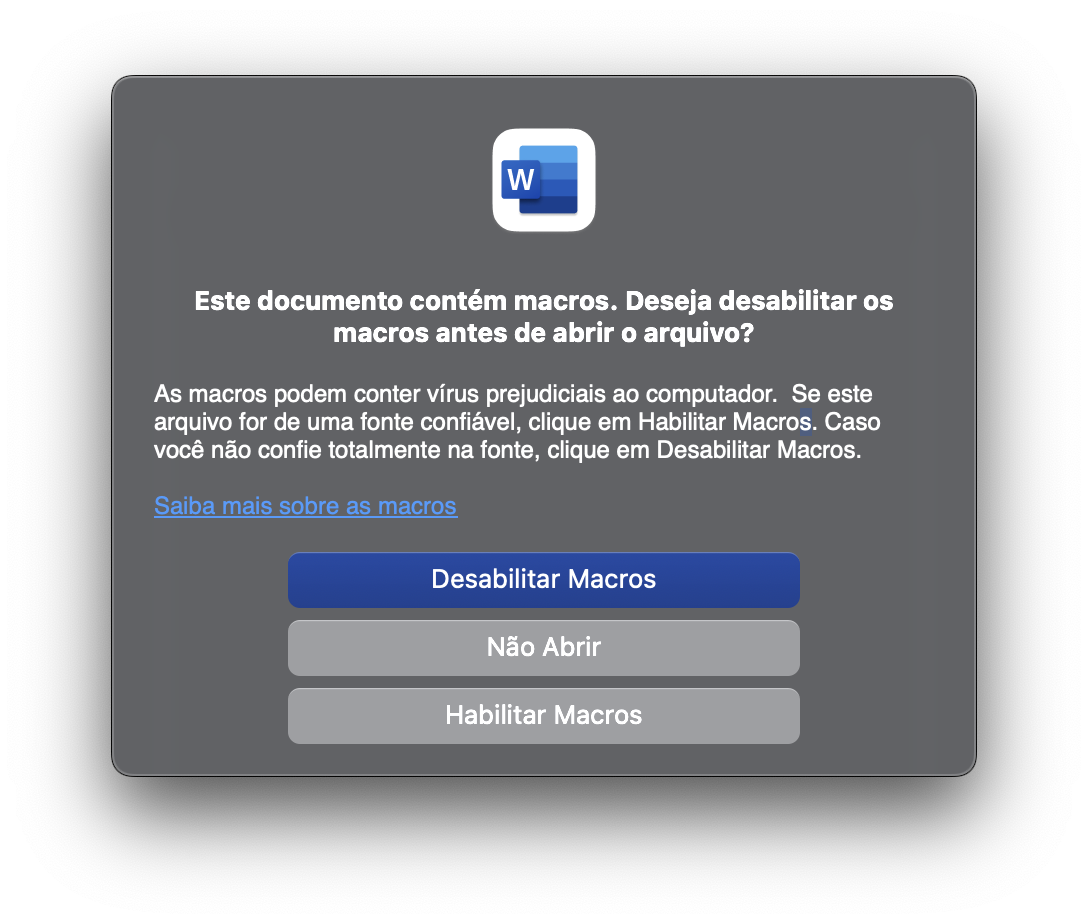 W
Este documento contém macros. Deseja desabilitar os
macros antes de abrir o arquivo?
As macros podem conter vírus prejudiciais ao computador.  Se este
arquivo for de uma fonte confiável, clique em Habilitar Macros. Caso
você não confie totalmente na fonte, clique em Desabilitar Macros.
Saiba mais sobre as macros
Desabilitar Macros
Não Abrir
Habilitar Macros